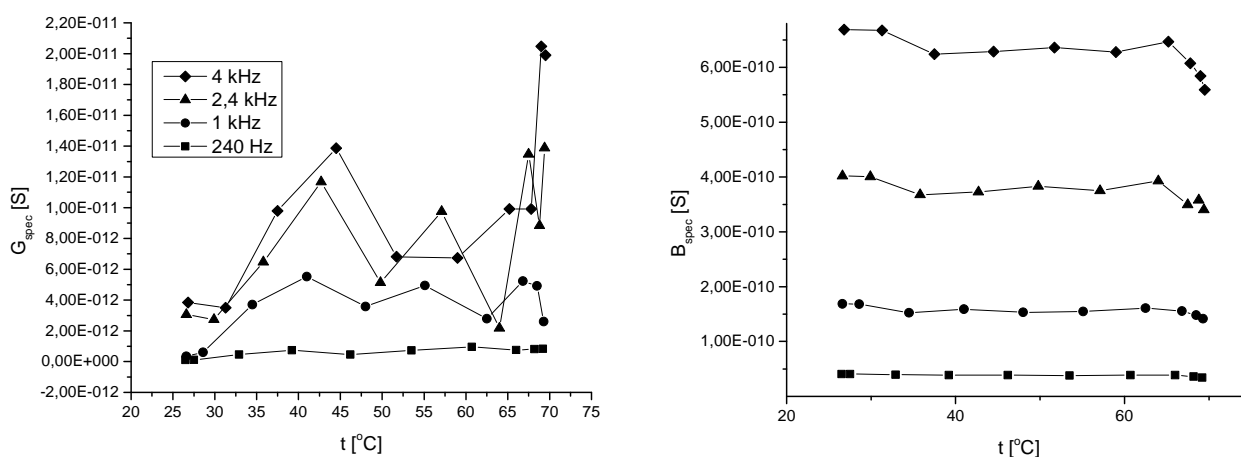 2,20E-011
2,00E-011
1,80E-011
1,60E-011
1,40E-011
1,20E-011
1,00E-011
8,00E-012
6,00E-012
4,00E-012
2,00E-012
0,00E+000
-2,00E-012
G_spec [S]
4 kHz
2,4 kHz
1 kHz
240 Hz
20 25 30 35 40 45 50 55 60 65 70 75
t [°C]
6,00E-010
5,00E-010
4,00E-010
3,00E-010
2,00E-010
1,00E-010
B_spec [S]
20 40 60
t [°C]